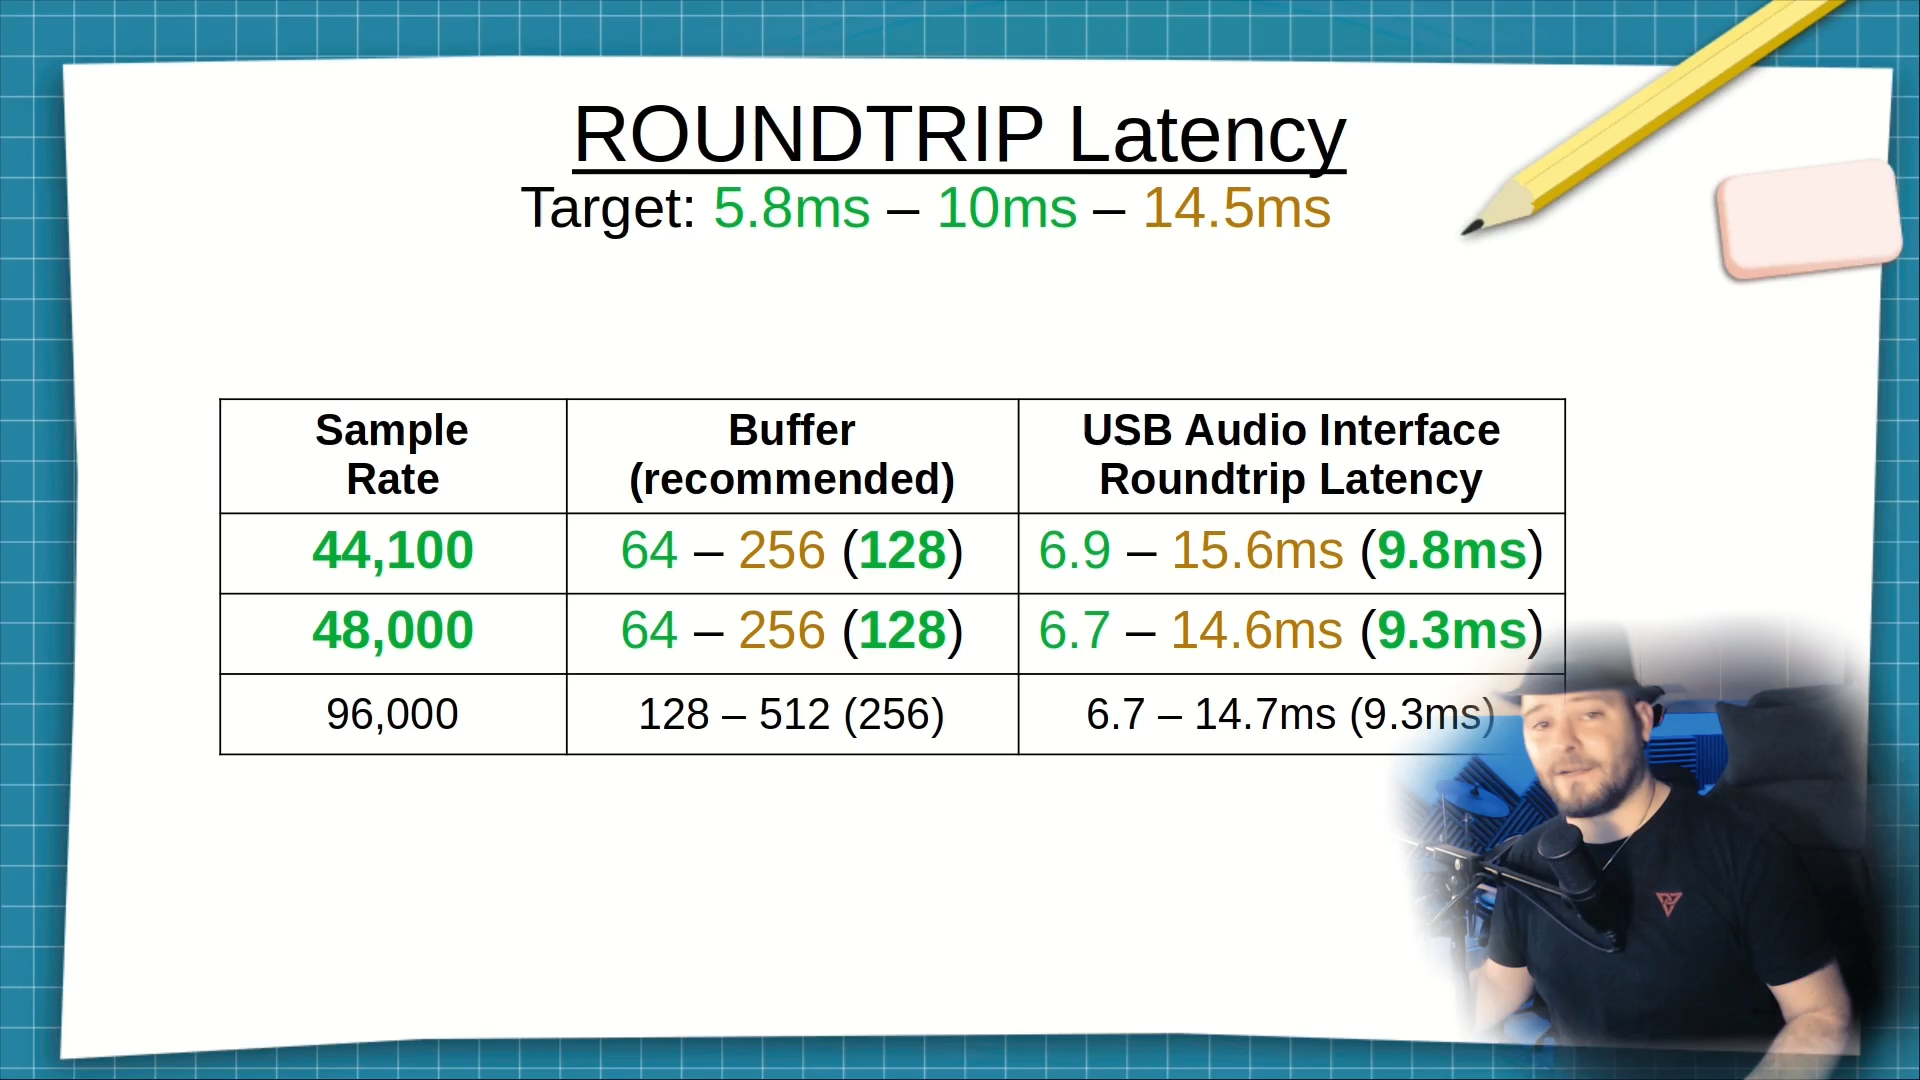 ROUNDTRIP Latency
Target: 5.8ms – 10ms – 14.5ms
Sample
Rate
Buffer
(recommended)
USB Audio Interface
Roundtrip Latency
44,100
64 – 256 (128)
6.9 – 15.6ms (9.8ms)
48,000
64 – 256 (128)
6.7 – 14.6ms (9.3ms)
96,000
128 – 512 (256)
6.7 – 14.7ms (9.3ms)